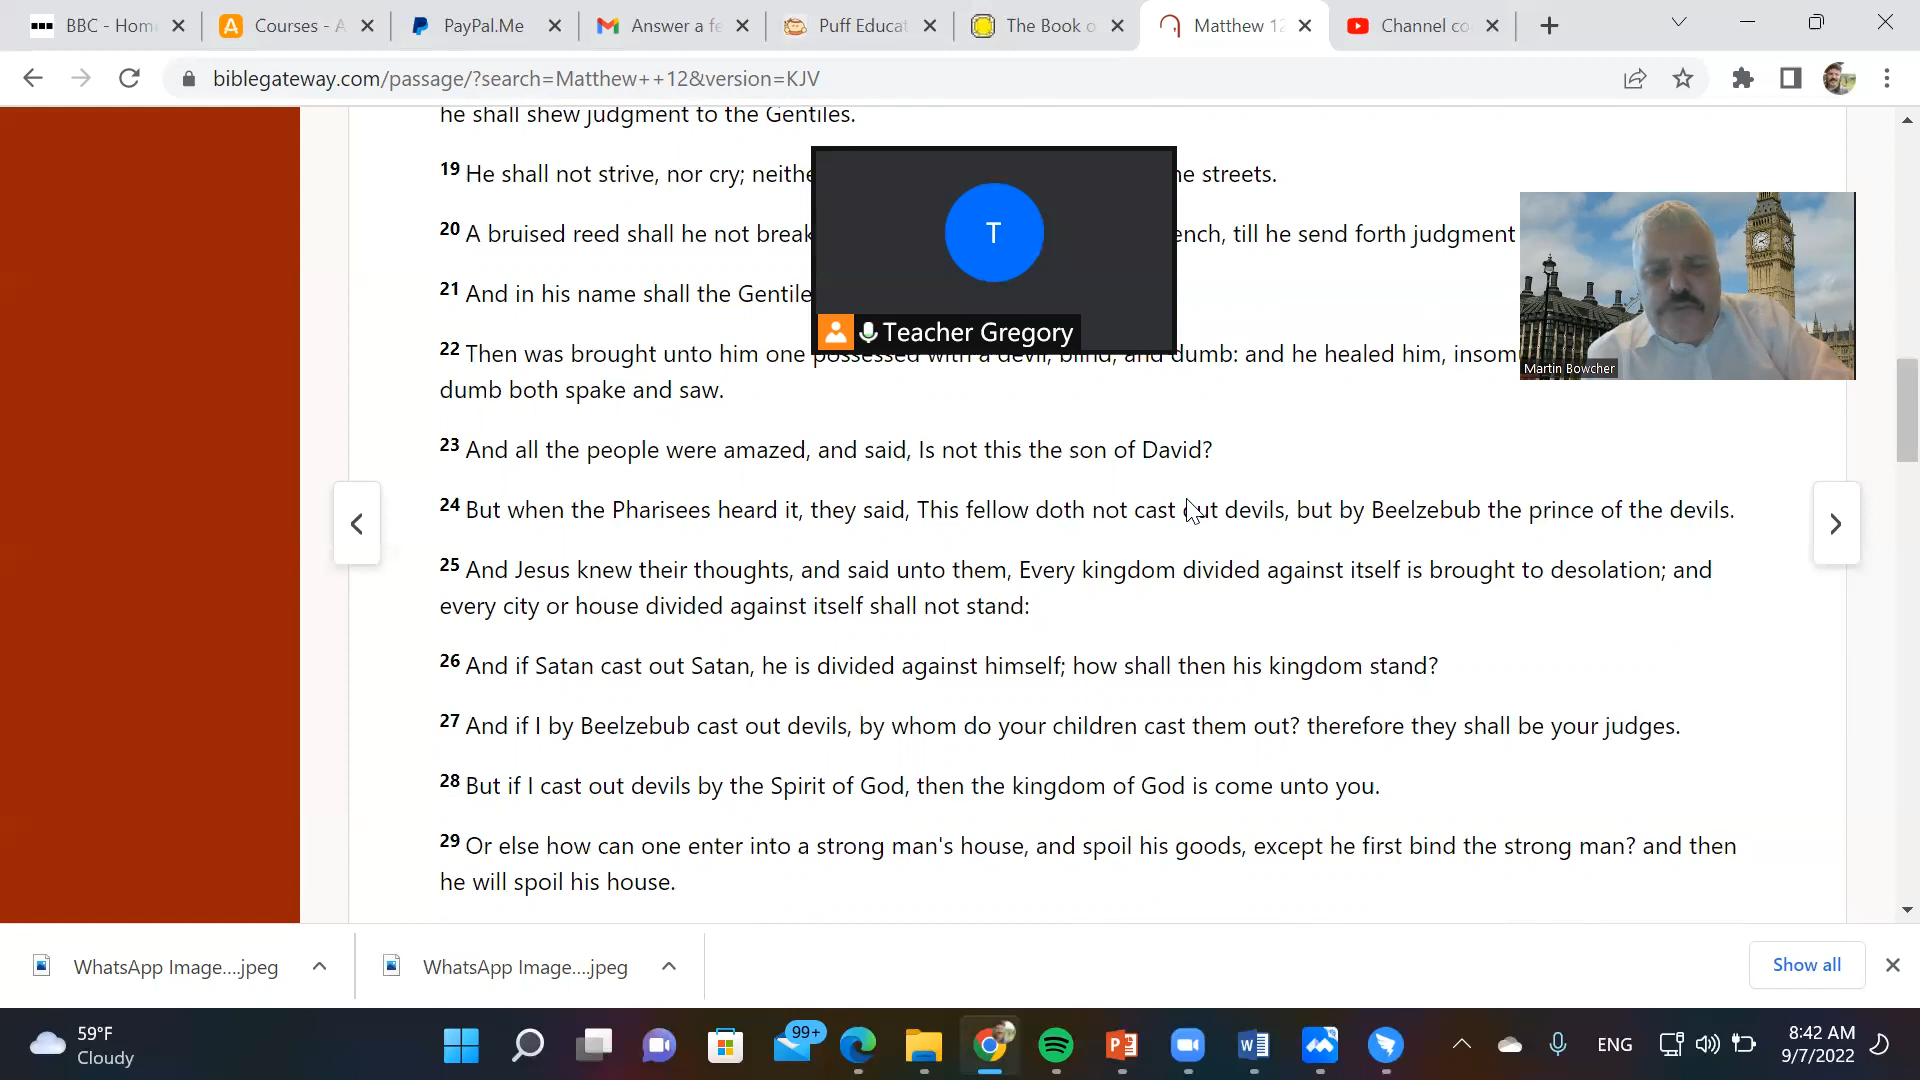 BBC - Hom
Courses - A
PayPal.Me
Answer a fe
Puff Educat
The Book o
Matthew 12
Channel co
biblegateway.com/passage/?search=Matthew++12&version=KJV
he shall shew judgment to the Gentiles.
19 He shall not strive, nor cry; neithe
he streets.
20 A bruised reed shall he not break
ench, till he send forth judgment
21 And in his name shall the Gentile
T
Teacher Gregory
Martin Bowcher
22 Then was brought unto him one possessed with a devil, blind, and dumb: and he healed him, insom
dumb both spake and saw.
23 And all the people were amazed, and said, Is not this the son of David?
24 But when the Pharisees heard it, they said, This fellow doth not cast out devils, but by Beelzebub the prince of the devils.
25 And Jesus knew their thoughts, and said unto them, Every kingdom divided against itself is brought to desolation; and
every city or house divided against itself shall not stand:
26 And if Satan cast out Satan, he is divided against himself; how shall then his kingdom stand?
27 And if I by Beelzebub cast out devils, by whom do your children cast them out? therefore they shall be your judges.
28 But if I cast out devils by the Spirit of God, then the kingdom of God is come unto you.
29 Or else how can one enter into a strong man's house, and spoil his goods, except he first bind the strong man? and then
he will spoil his house.
WhatsApp Image....jpeg
WhatsApp Image....jpeg
Show all
59°F
Cloudy
99+
ENG
8:42 AM
9/7/2022